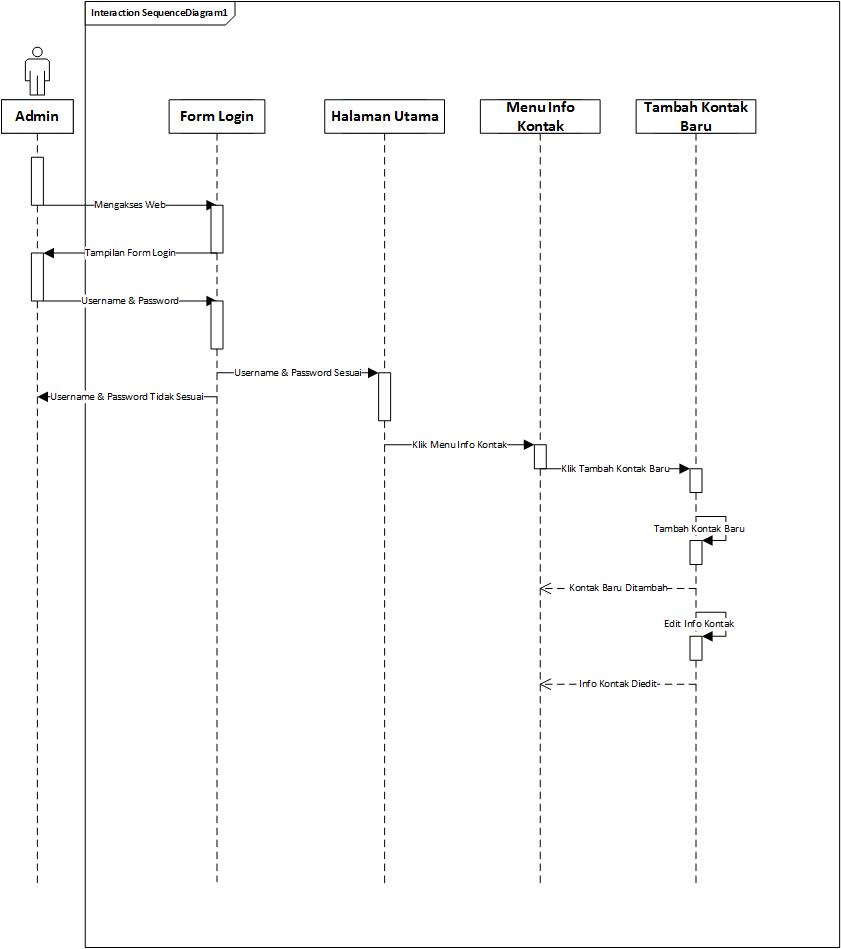 Interaction SequenceDiagram1
Admin
Form Login
Halaman Utama
Menu Info
Kontak
Tambah Kontak
Baru
Mengakses Web
Tampilan Form Login
Username & Password
Username & Password Sesuai
Username & Password Tidak Sesuai
Klik Menu Info Kontak
Klik Tambah Kontak Baru
Tambah Kontak Baru
Kontak Baru Ditambah
Edit Info Kontak
Info Kontak Diedit